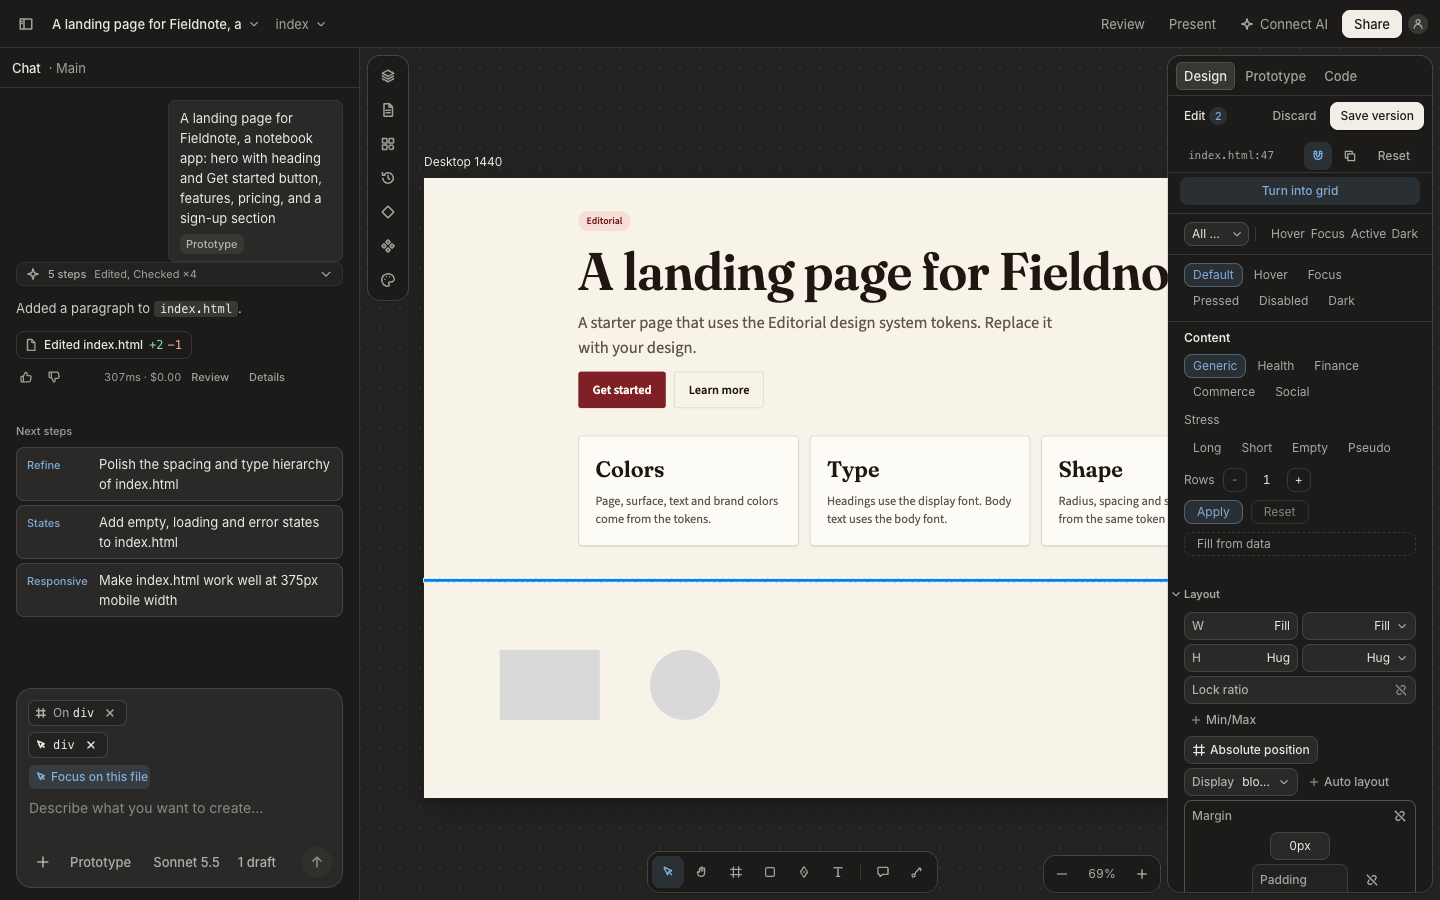 A landing page for Fieldnote, a
index
Review
Present
Connect AI
Share
Chat · Main
A landing page for
Fieldnote, a notebook
app: hero with heading
and Get started button,
features, pricing, and a
sign-up section
Prototype
5 steps Edited, Checked ×4
Added a paragraph to index.html.
Edited index.html +2 −1
307ms · $0.00 Review Details
Next steps
Refine Polish the spacing and type hierarchy
of index.html
States Add empty, loading and error states
to index.html
Responsive Make index.html work well at 375px
mobile width
On div
div
Focus on this file
Describe what you want to create...
Prototype Sonnet 5.5 1 draft
Desktop 1440
Editorial
A landing page for Fieldno
A starter page that uses the Editorial design system tokens. Replace it
with your design.
Get started
Learn more
Colors
Page, surface, text and brand colors
come from the tokens.
Type
Headings use the display font. Body
text uses the body font.
Shape
Radius, spacing and s
from the same token
69%
Design Prototype Code
Edit 2 Discard Save version
index.html:47 Reset
Turn into grid
All ... Hover Focus Active Dark
Default Hover Focus
Pressed Disabled Dark
Content
Generic Health Finance
Commerce Social
Stress
Long Short Empty Pseudo
Rows - 1 +
Apply Reset
Fill from data
Layout
W Fill Fill
H Hug Hug
Lock ratio
+ Min/Max
Absolute position
Display blo... + Auto layout
Margin
0px
Padding